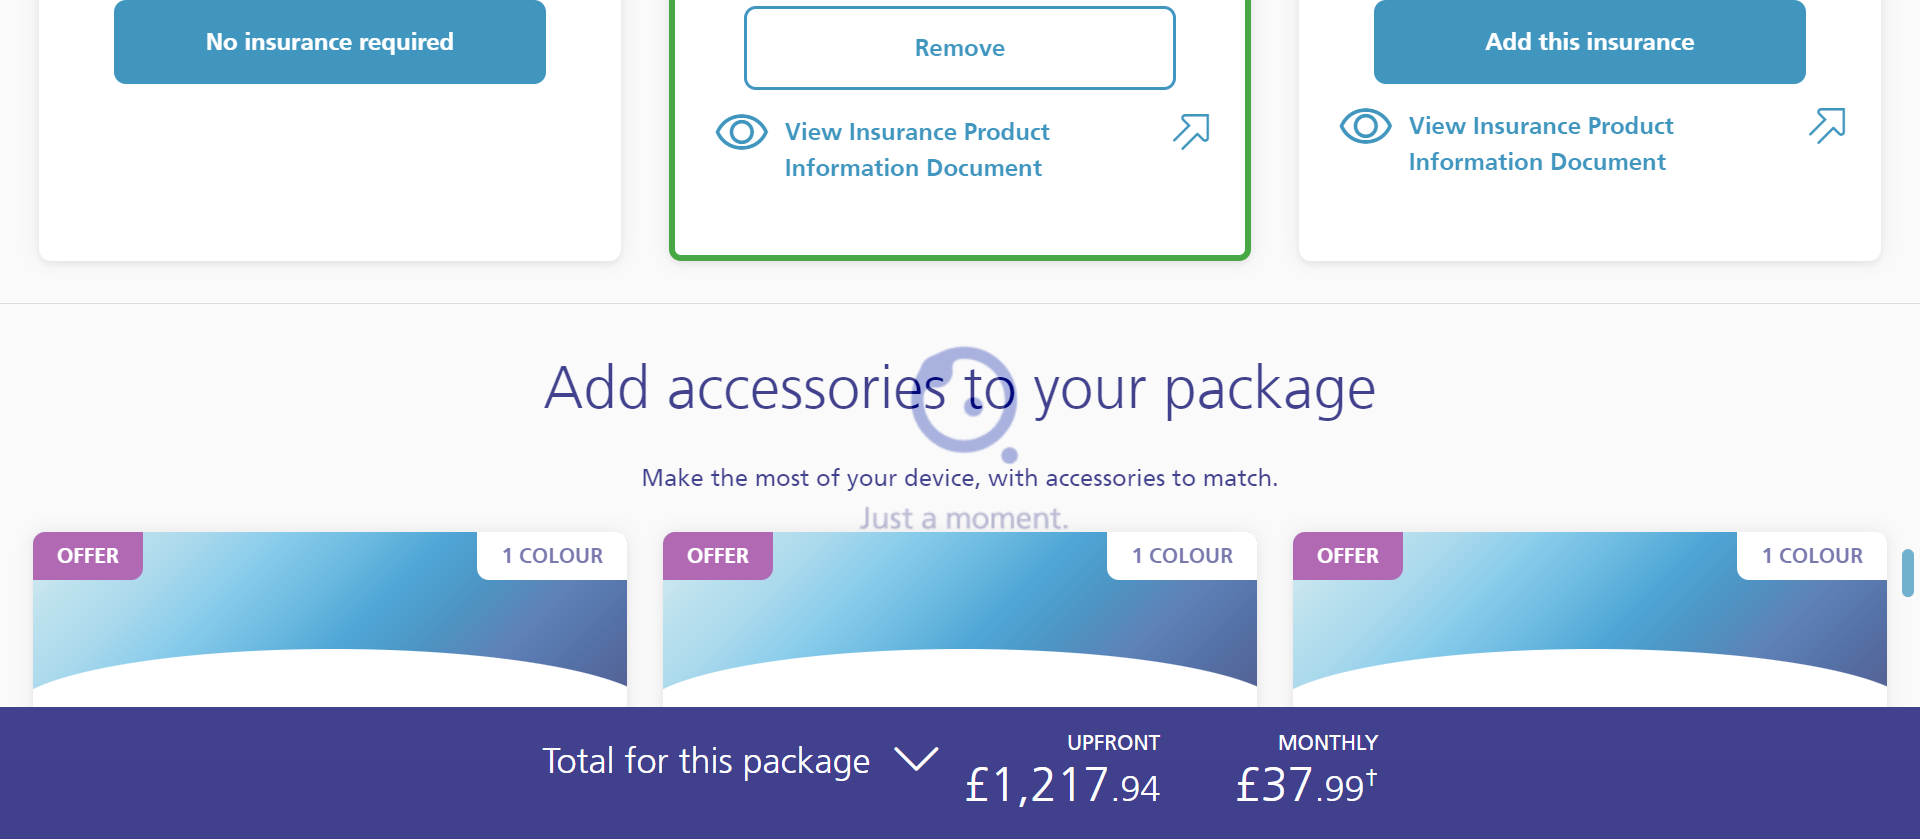 No insurance required
Remove
Add this insurance
View Insurance Product
Information Document
View Insurance Product
Information Document
Add accessories to your package
Make the most of your device, with accessories to match.
Just a moment.
OFFER
1 COLOUR
OFFER
1 COLOUR
OFFER
1 COLOUR
Total for this package
UPFRONT
£1,217.94
MONTHLY
£37.99†